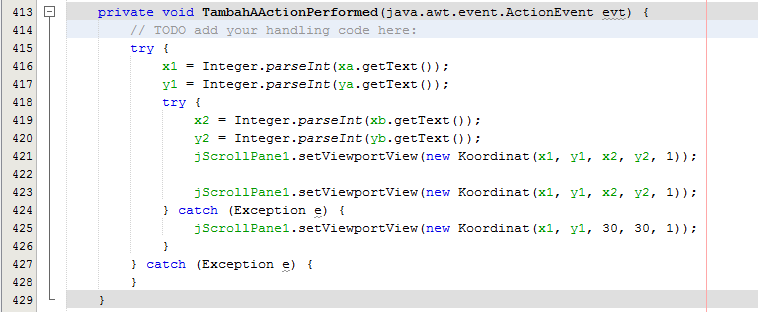 413 private void TambahAActionPerformed(java.awt.event.ActionEvent evt) {
414 // TODO add your handling code here:
415 try {
416 x1 = Integer.parseInt(xa.getText());
417 y1 = Integer.parseInt(ya.getText());
418 try {
419 x2 = Integer.parseInt(xb.getText());
420 y2 = Integer.parseInt(yb.getText());
421 jScrollPane1.setViewportView(new Koordinat(x1, y1, x2, y2, 1));
422
423 jScrollPane1.setViewportView(new Koordinat(x1, y1, x2, y2, 1));
424 } catch (Exception e) {
425 jScrollPane1.setViewportView(new Koordinat(x1, y1, 30, 30, 1));
426 }
427 } catch (Exception e) {
428 }
429 }